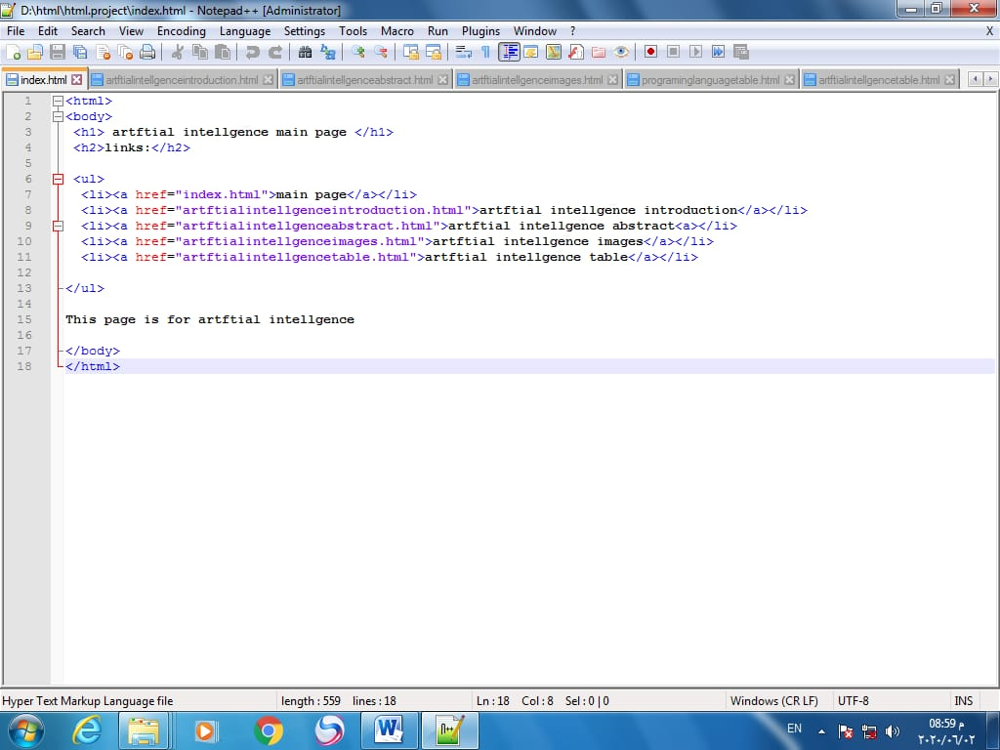 D:\html\html.project\index.html - Notepad++ [Administrator]
File Edit Search View Encoding Language Settings Tools Macro Run Plugins Window ? X
index.html artftialintellgenceintroduction.html artftialintellgenceabstract.html artftialintellgenceimages.html programinglanguagetable.html artftialintellgencetable.html
1 <html>
2 <body>
3 <h1> artftial intellgence main page </h1>
4 <h2>links:</h2>
5
6 <ul>
7 <li><a href="index.html">main page</a></li>
8 <li><a href="artftialintellgenceintroduction.html">artftial intellgence introduction</a></li>
9 <li><a href="artftialintellgenceabstract.html">artftial intellgence abstract<a></li>
10 <li><a href="artftialintellgenceimages.html">artftial intellgence images</a></li>
11 <li><a href="artftialintellgencetable.html">artftial intellgence table</a></li>
12
13 </ul>
14
15 This page is for artftial intellgence
16
17 </body>
18 </html>
Hyper Text Markup Language file length : 559 lines : 18 Ln : 18 Col : 8 Sel : 0 | 0 Windows (CR LF) UTF-8 INS
EN 08:59 م
٢٠٢٠/٠٦/٠٢